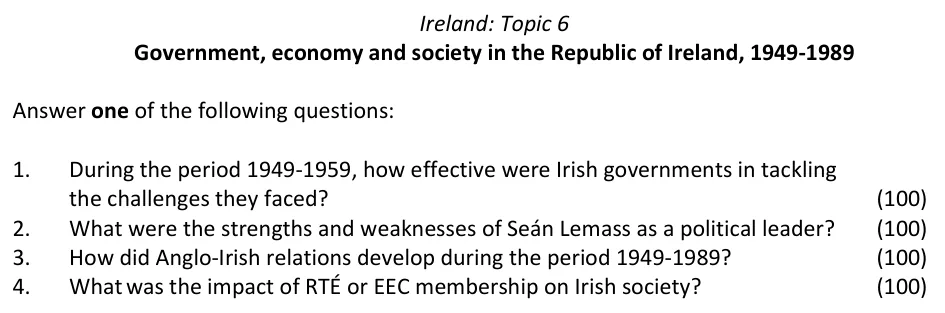 Ireland: Topic 6
Government, economy and society in the Republic of Ireland, 1949-1989
Answer one of the following questions:
1. During the period 1949-1959, how effective were Irish governments in tackling
the challenges they faced? (100)
2. What were the strengths and weaknesses of Seán Lemass as a political leader? (100)
3. How did Anglo-Irish relations develop during the period 1949-1989? (100)
4. What was the impact of RTÉ or EEC membership on Irish society? (100)